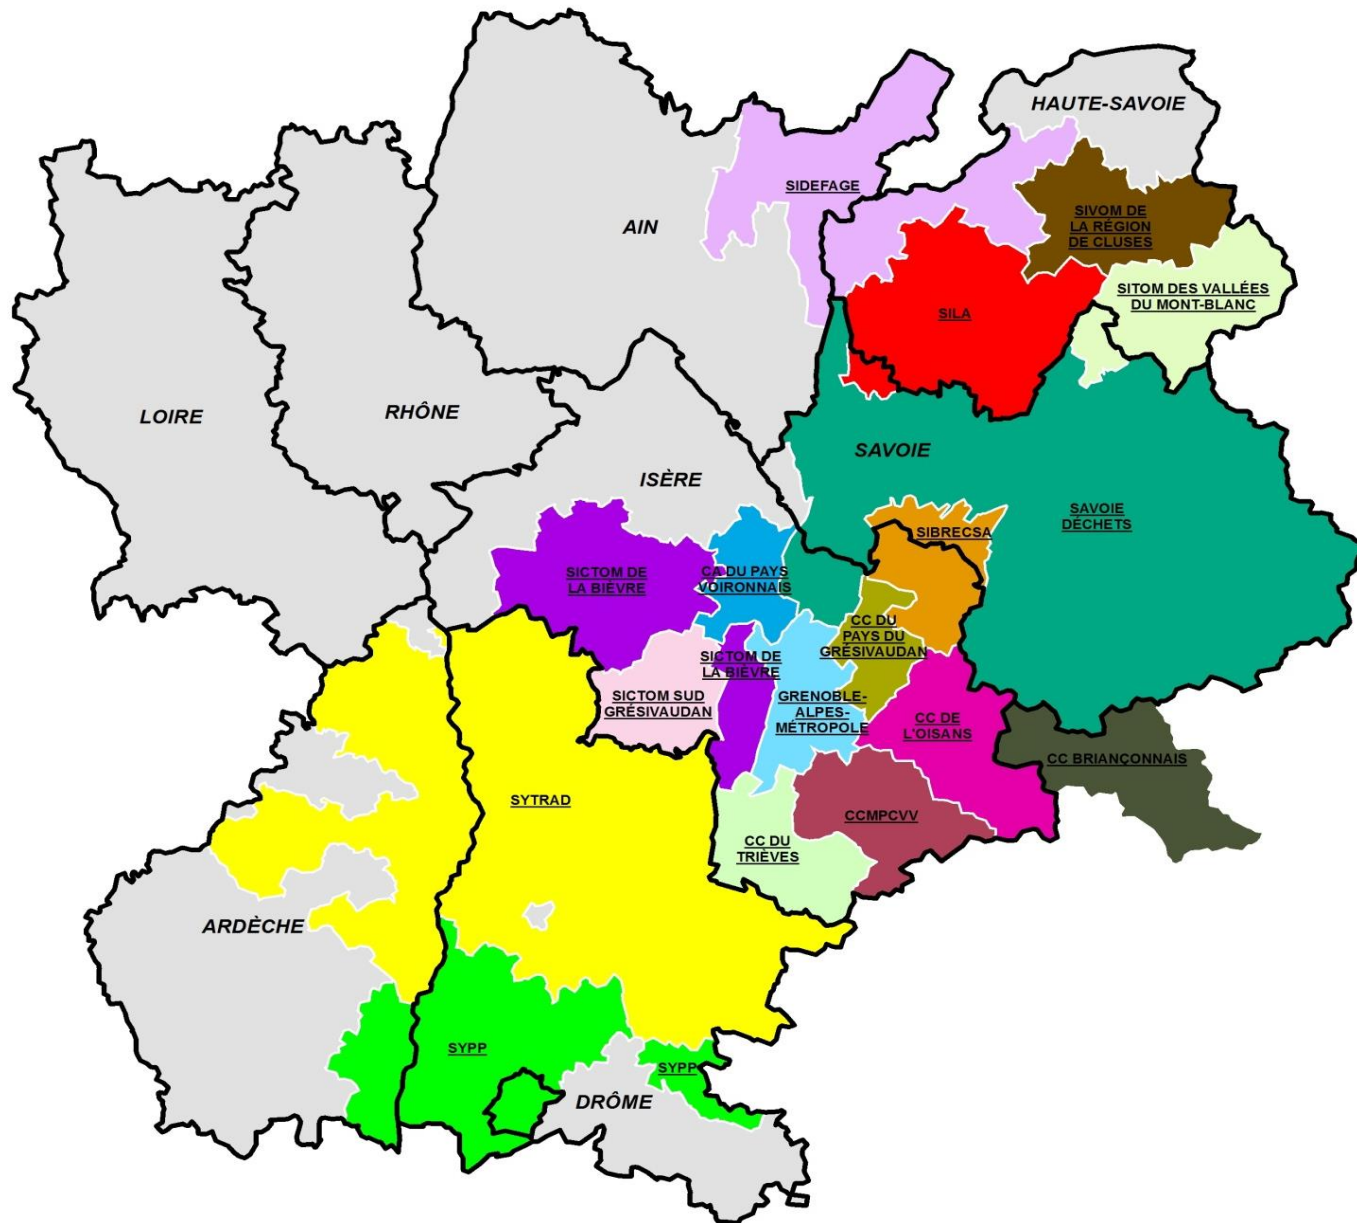 HAUTE-SAVOIE
SIDEFAGE
AIN
SIVOM DE
LA RÉGION
DE CLUSES
SITOM DES VALLÉES
DU MONT-BLANC
SILA
LOIRE
RHÔNE
SAVOIE
ISÈRE
SAVOIE
DÉCHETS
SIBRECSA
SICTOM DE
LA BIÈVRE
CA DU PAYS
VOIRONNAIS
CC DU
PAYS DU
GRÉSIVAUDAN
SICTOM DE
LA BIÈVRE
SICTOM SUD
GRÉSIVAUDAN
GRENOBLE-
ALPES-
MÉTROPOLE
CC DE
L'OISANS
CC BRIANÇONNAIS
SYTRAD
CCMPCVV
CC DU
TRIÈVES
ARDÈCHE
SYPP
SYPP
DRÔME